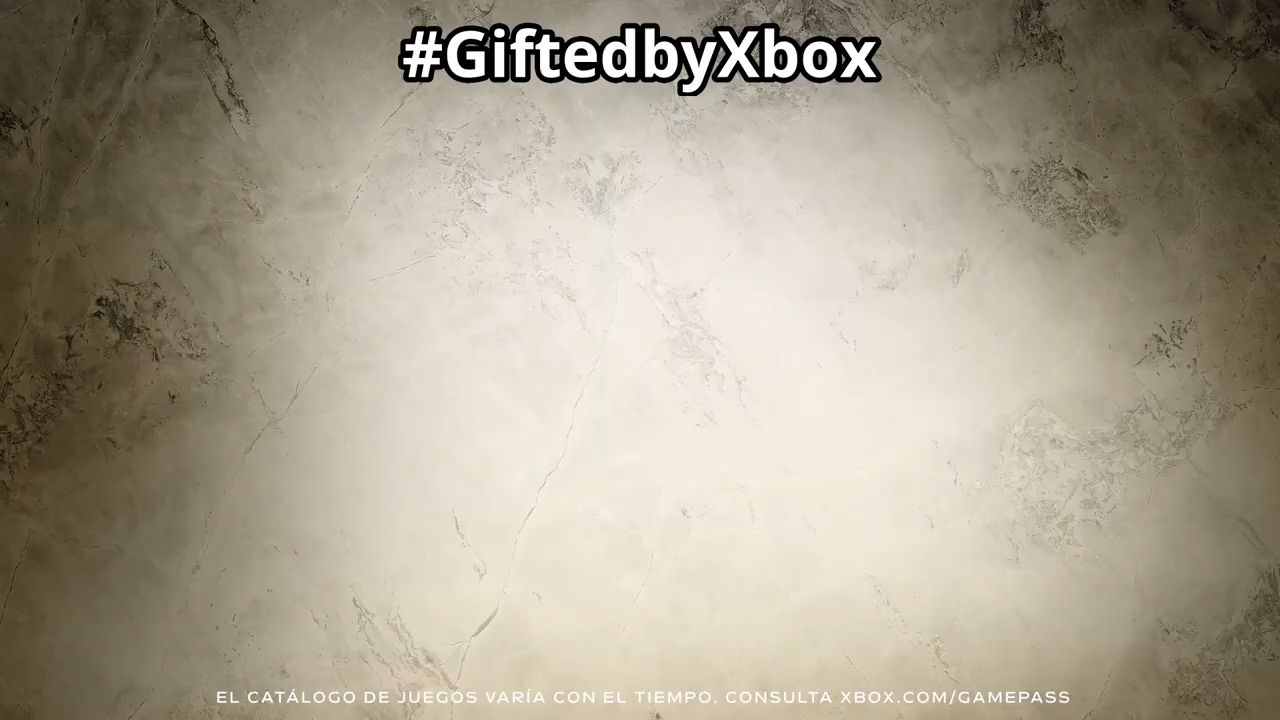 #GiftedbyXbox
EL CATÁLOGO DE JUEGOS VARÍA CON EL TIEMPO. CONSULTA XBOX.COM/GAMEPASS